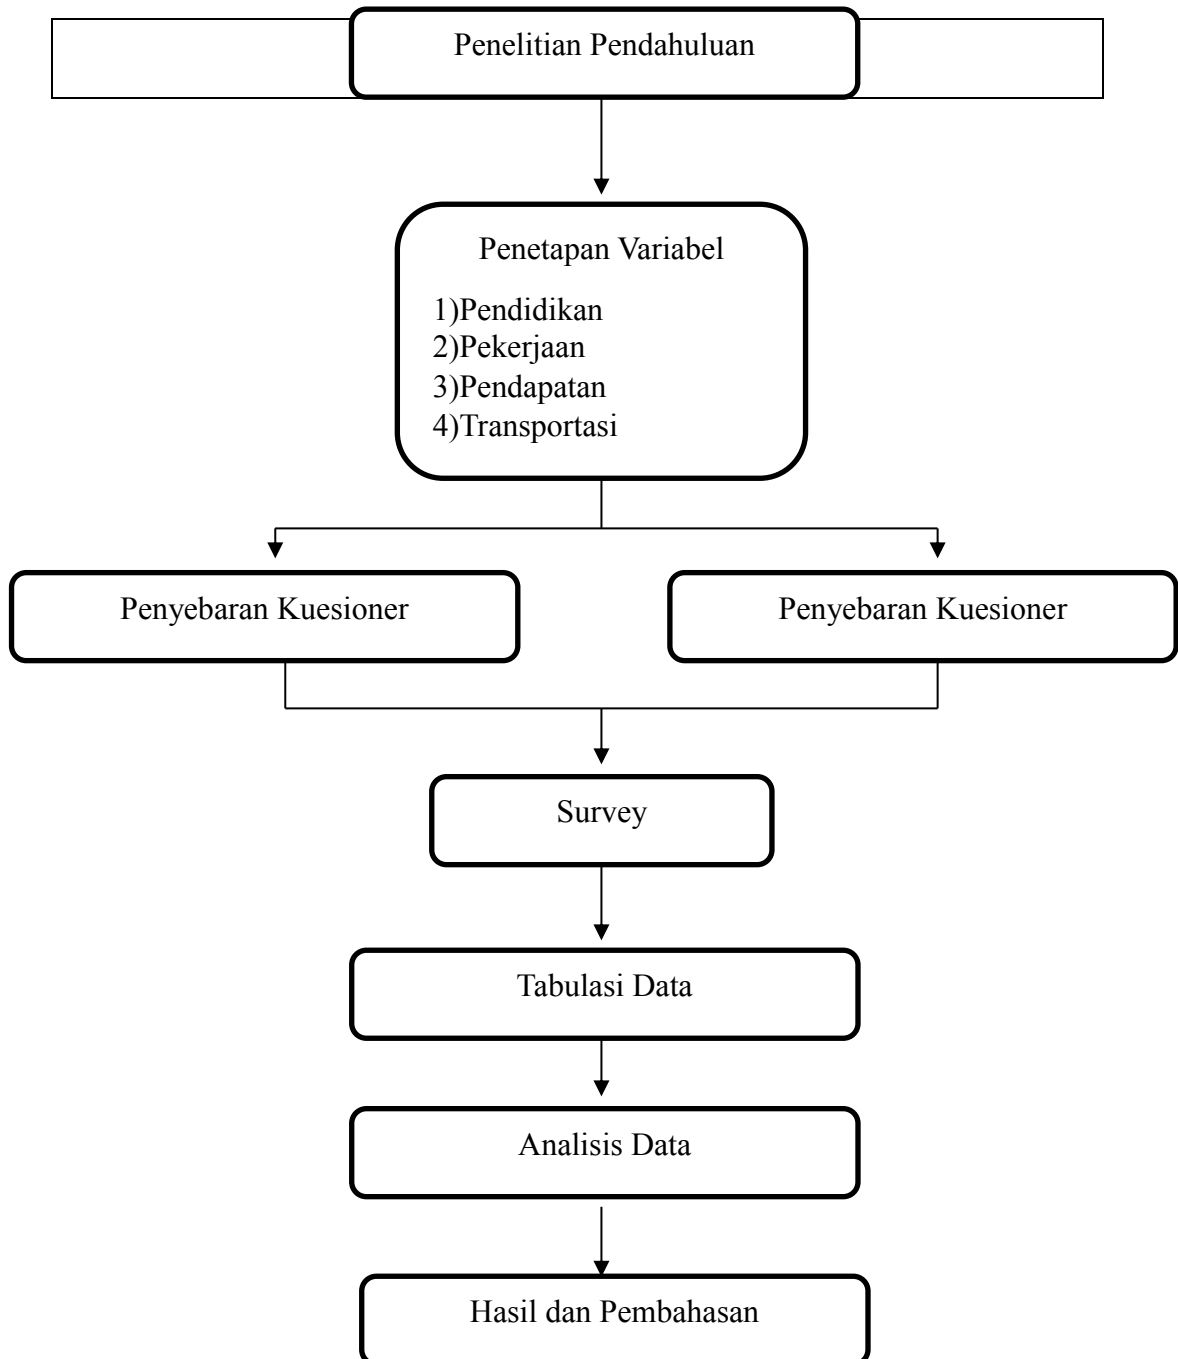 Penelitian Pendahuluan
Penetapan Variabel
1)Pendidikan
2)Pekerjaan
3)Pendapatan
4)Transportasi
Penyebaran Kuesioner
Penyebaran Kuesioner
Survey
Tabulasi Data
Analisis Data
Hasil dan Pembahasan